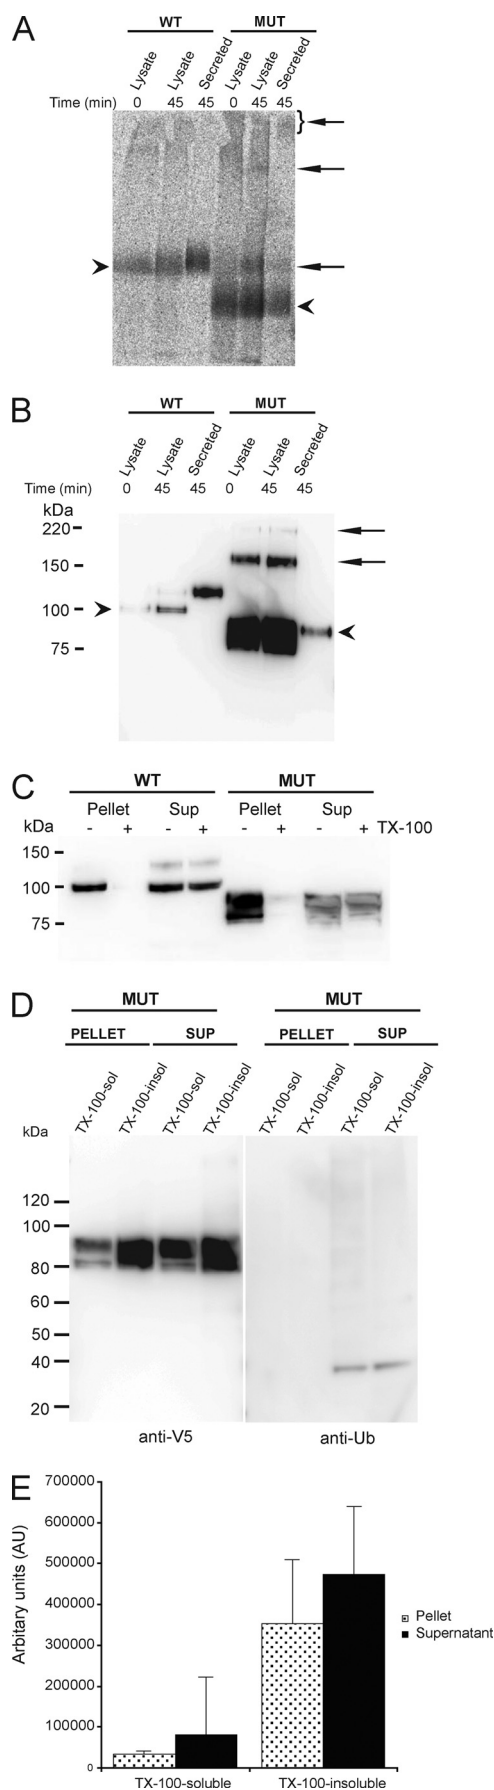 A
WT MUT
Lysate Lysate Secreted Lysate Lysate Secreted
Time (min) 0 45 45 0 45 45
B
WT MUT
Lysate Lysate Secreted Lysate Lysate Secreted
Time (min) 0 45 45 0 45 45
kDa
220
150
100
75
C
WT MUT
Pellet Sup Pellet Sup
kDa - + - + - + - + TX-100
150
100
75
D
MUT MUT
PELLET SUP PELLET SUP
TX-100-sol TX-100-insol TX-100-sol TX-100-insol TX-100-sol TX-100-insol TX-100-sol TX-100-insol
kDa
120
100
80
60
50
40
20
anti-V5 anti-Ub
E
Arbitary units (AU)
700000
600000
500000
400000
300000
200000
100000
0
Pellet
Supernatant
TX-100-soluble TX-100-insoluble